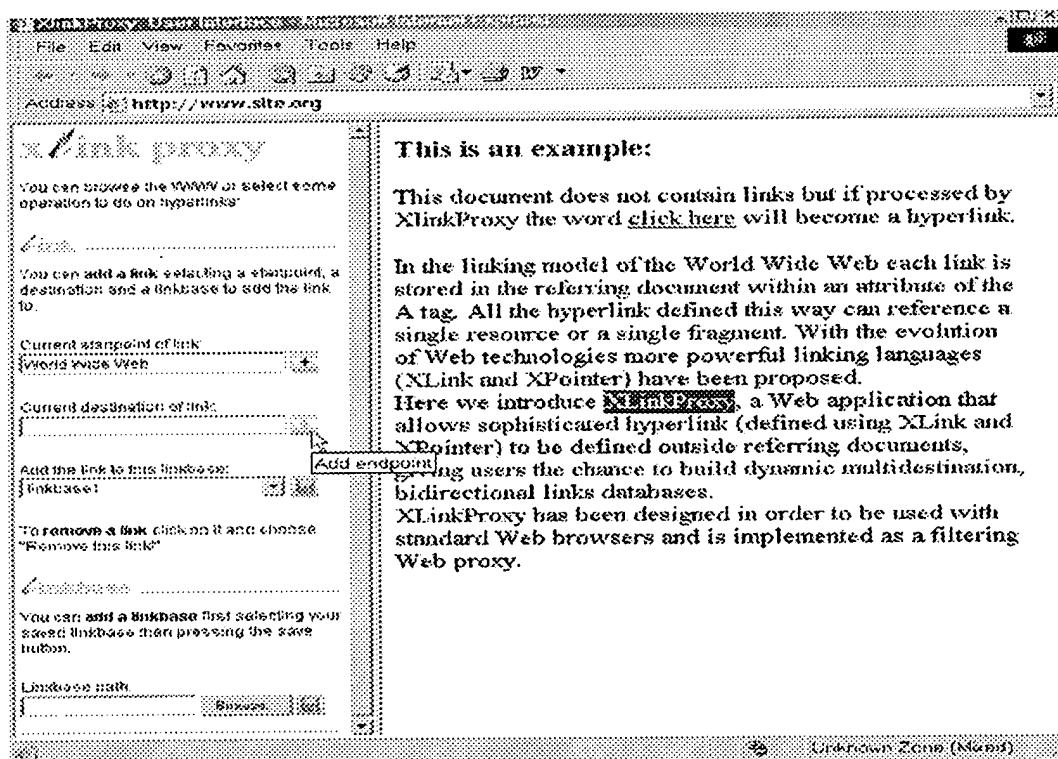 XLinkProxy User Interface - Microsoft Internet Explorer
File Edit View Favorites Tools Help
Address http://www.site.org
xlink proxy
You can browse the WWW or select some
operation to do on hyperlinks:
link
You can add a link selecting a startpoint, a
destination and a linkbase to add the link
to.
Current startpoint of link:
World Wide Web
+
Current destination of link:
Add endpoint
Add the link to this linkbase:
linkbase1
To remove a link click on it and choose
"Remove this link"
linkbase
You can add a linkbase first selecting your
saved linkbase then pressing the save
button.
Linkbase path
Browse...
This is an example:
This document does not contain links but if processed by
XlinkProxy the word click here will become a hyperlink.
In the linking model of the World Wide Web each link is
stored in the referring document within an attribute of the
A tag. All the hyperlink defined this way can reference a
single resource or a single fragment. With the evolution
of Web technologies more powerful linking languages
(XLink and XPointer) have been proposed.
Here we introduce XLinkProxy, a Web application that
allows sophisticated hyperlink (defined using XLink and
XPointer) to be defined outside referring documents,
users the chance to build dynamic multidestination,
bidirectional links databases.
XLinkProxy has been designed in order to be used with
standard Web browsers and is implemented as a filtering
Web proxy.
Unknown Zone (Mixed)